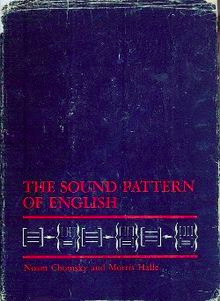 THE SOUND PATTERN
OF ENGLISH
Noam Chomsky and Morris Halle